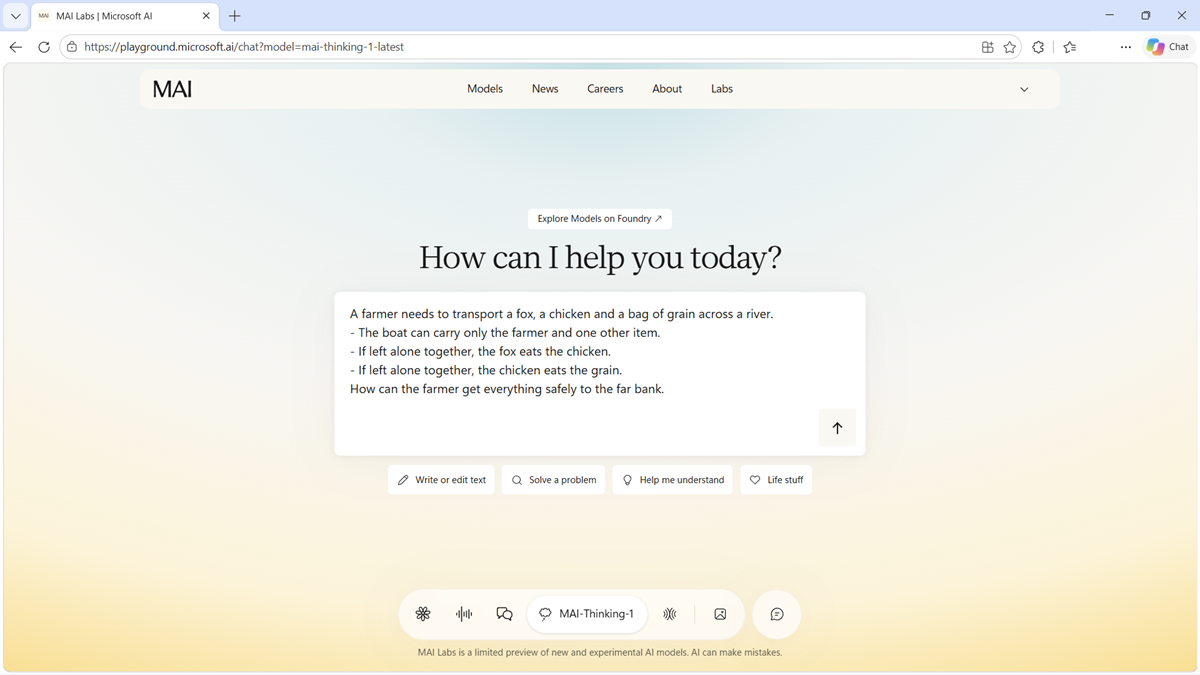 MAI MAI Labs | Microsoft AI
https://playground.microsoft.ai/chat?model=mai-thinking-1-latest
Chat
MAI
Models News Careers About Labs
Explore Models on Foundry ↗
How can I help you today?
A farmer needs to transport a fox, a chicken and a bag of grain across a river.
- The boat can carry only the farmer and one other item.
- If left alone together, the fox eats the chicken.
- If left alone together, the chicken eats the grain.
How can the farmer get everything safely to the far bank.
Write or edit text Solve a problem Help me understand Life stuff
MAI-Thinking-1
MAI Labs is a limited preview of new and experimental AI models. AI can make mistakes.